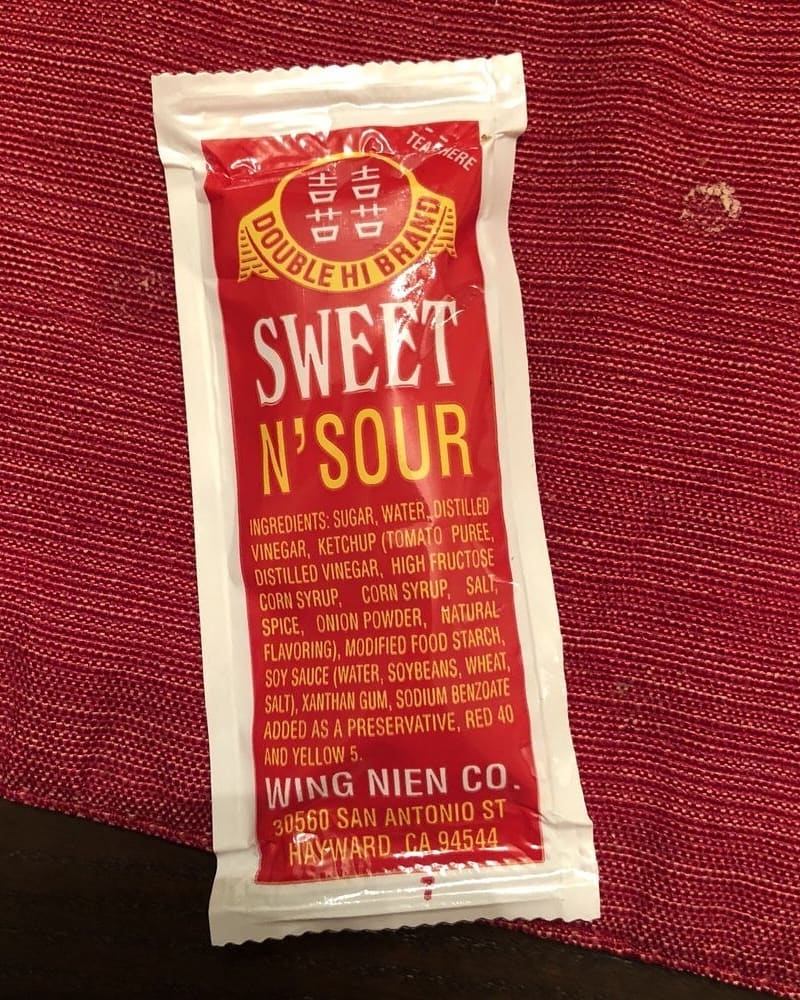 TEAR HERE
囍
DOUBLE HI BRAND
SWEET
N'SOUR
INGREDIENTS: SUGAR, WATER, DISTILLED
VINEGAR, KETCHUP (TOMATO PUREE,
DISTILLED VINEGAR, HIGH FRUCTOSE
CORN SYRUP, CORN SYRUP, SALT,
SPICE, ONION POWDER, NATURAL
FLAVORING), MODIFIED FOOD STARCH,
SOY SAUCE (WATER, SOYBEANS, WHEAT,
SALT), XANTHAN GUM, SODIUM BENZOATE
ADDED AS A PRESERVATIVE, RED 40
AND YELLOW 5.
WING NIEN CO.
30560 SAN ANTONIO ST
HAYWARD, CA 94544